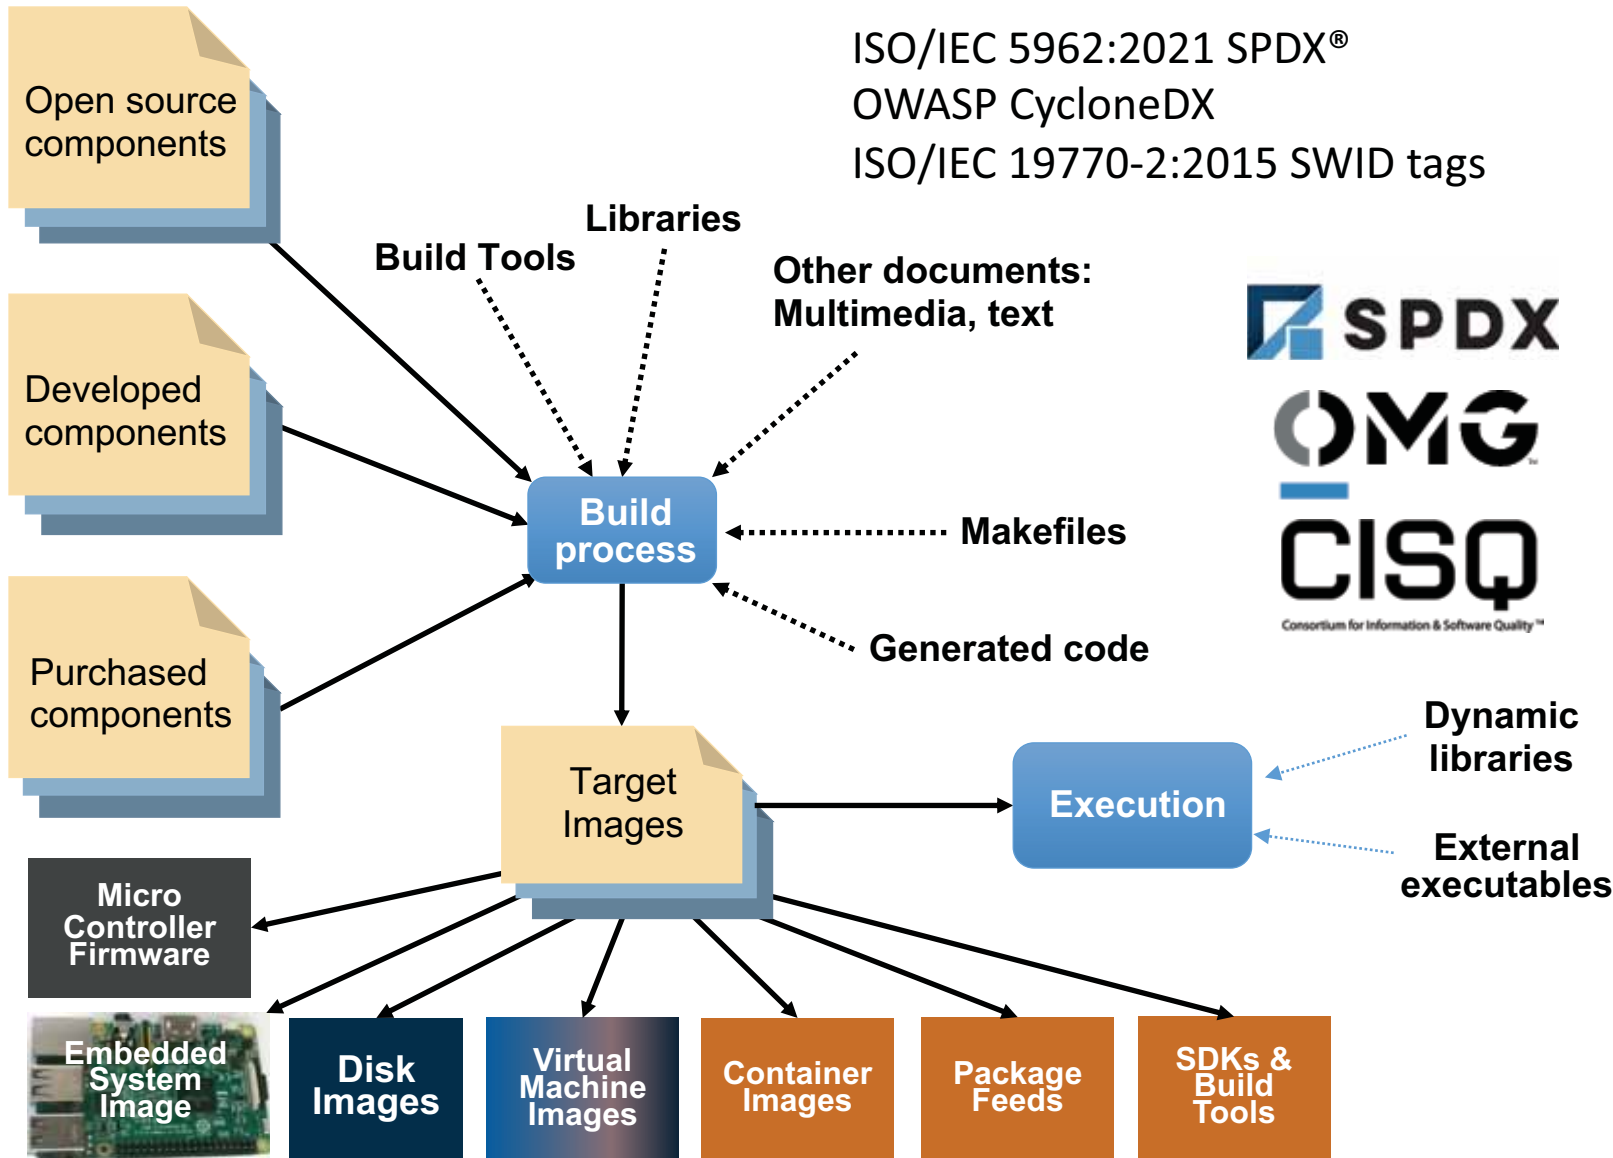 ISO/IEC 5962:2021 SPDX®
OWASP CycloneDX
ISO/IEC 19770-2:2015 SWID tags
Open source
components
Developed
components
Purchased
components
Build Tools
Libraries
Other documents:
Multimedia, text
Build
process
Makefiles
Generated code
SPDX
OMG
CISQ
Consortium for Information & Software Quality™
Target
Images
Execution
Dynamic
libraries
External
executables
Micro
Controller
Firmware
Embedded
System
Image
Disk
Images
Virtual
Machine
Images
Container
Images
Package
Feeds
SDKs &
Build
Tools